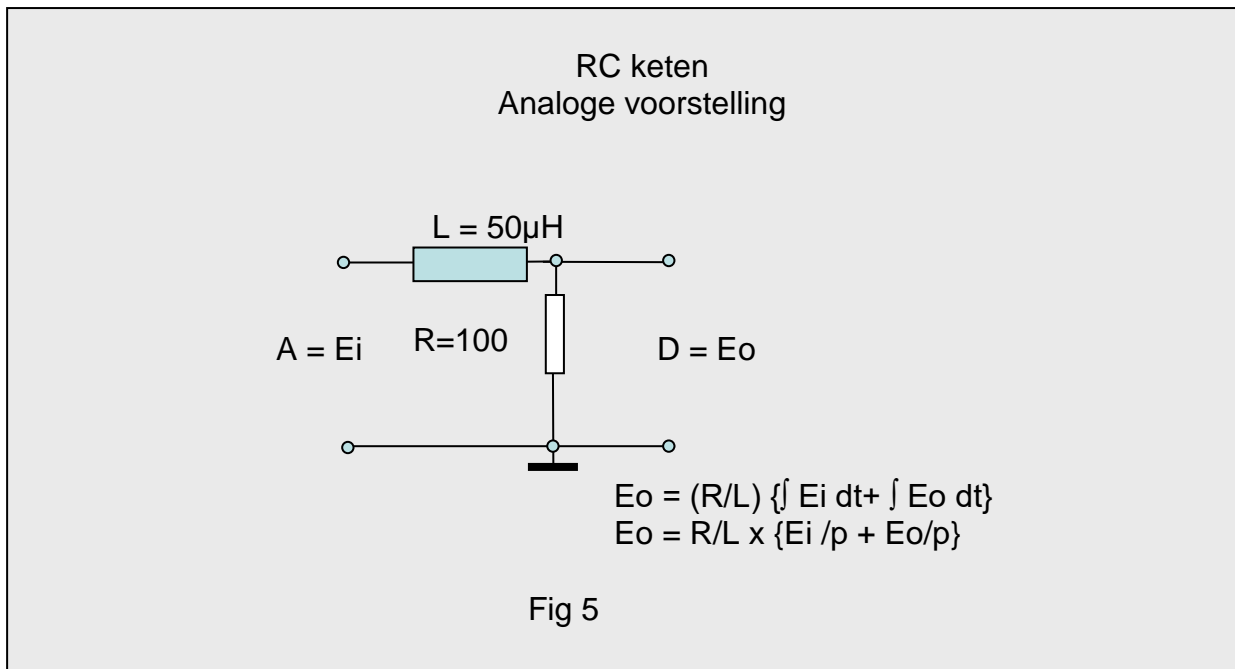 RC keten
Analoge voorstelling
L = 50µH
A = Ei
R=100
D = Eo
Eo = (R/L) {∫ Ei dt+ ∫ Eo dt}
Eo = R/L x {Ei /p + Eo/p}
Fig 5